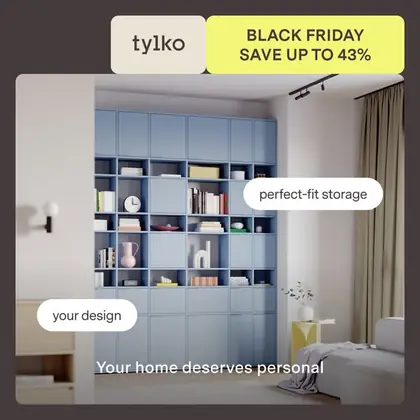 tylko
BLACK FRIDAY
SAVE UP TO 43%
perfect-fit storage
your design
Your home deserves personal